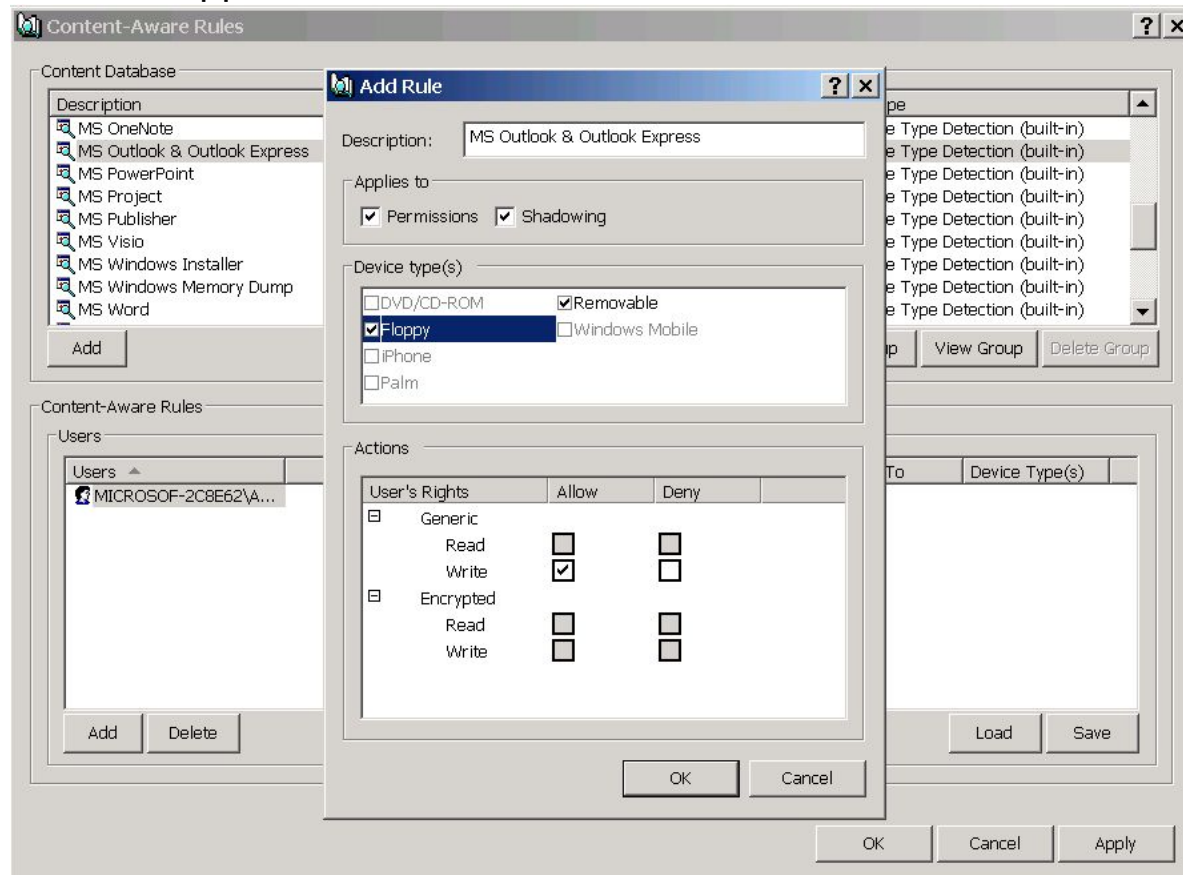 Content-Aware Rules
Content Database
Description
MS OneNote
MS Outlook & Outlook Express
MS PowerPoint
MS Project
MS Publisher
MS Visio
MS Windows Installer
MS Windows Memory Dump
MS Word
Add
pe
e Type Detection (built-in)
e Type Detection (built-in)
e Type Detection (built-in)
e Type Detection (built-in)
e Type Detection (built-in)
e Type Detection (built-in)
e Type Detection (built-in)
e Type Detection (built-in)
e Type Detection (built-in)
up View Group Delete Group
Content-Aware Rules
Users
Users
MICROSOF-2C8E62\A...
To Device Type(s)
Add Delete
Load Save
OK Cancel Apply
Add Rule
Description: MS Outlook & Outlook Express
Applies to
Permissions Shadowing
Device type(s)
DVD/CD-ROM Removable
Floppy Windows Mobile
iPhone
Palm
Actions
User's Rights Allow Deny
Generic
Read
Write
Encrypted
Read
Write
OK Cancel